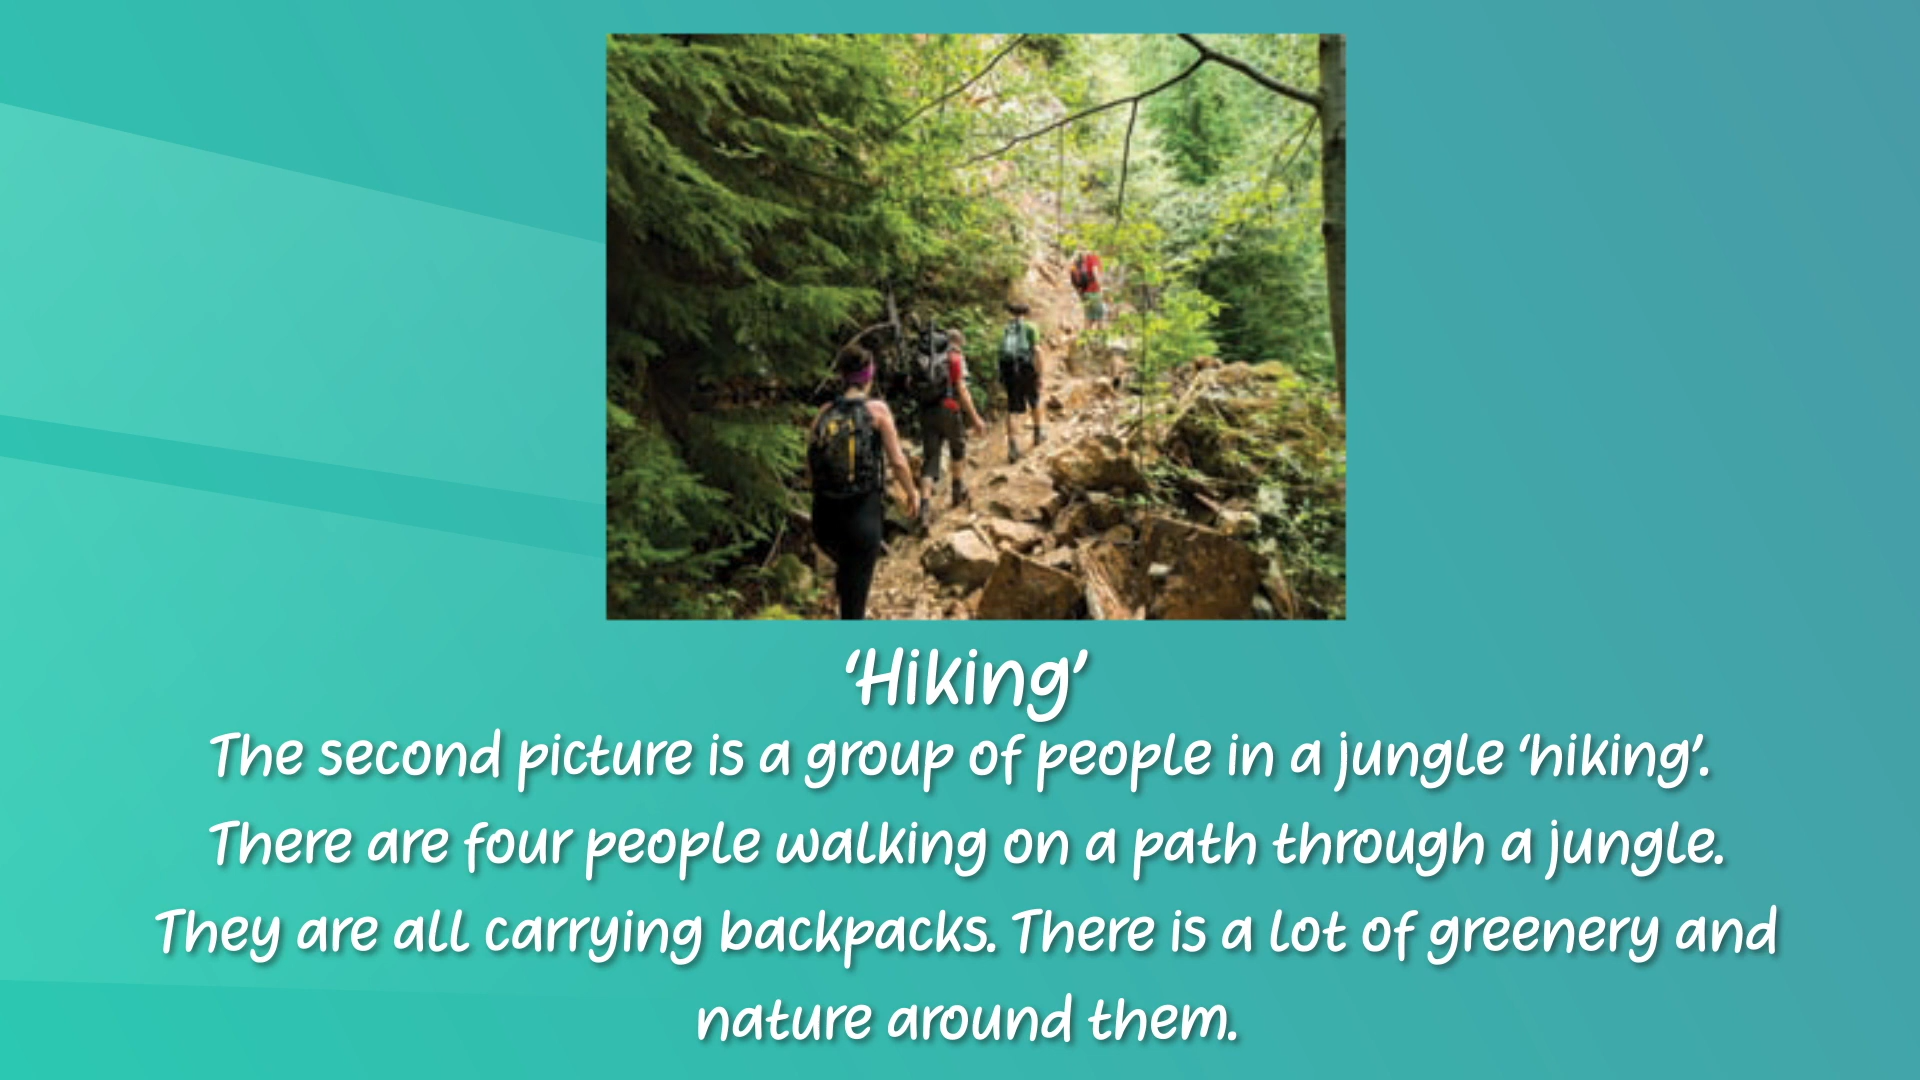 ‘Hiking’
The second picture is a group of people in a jungle ‘hiking’.
There are four people walking on a path through a jungle.
They are all carrying backpacks. There is a lot of greenery and
nature around them.